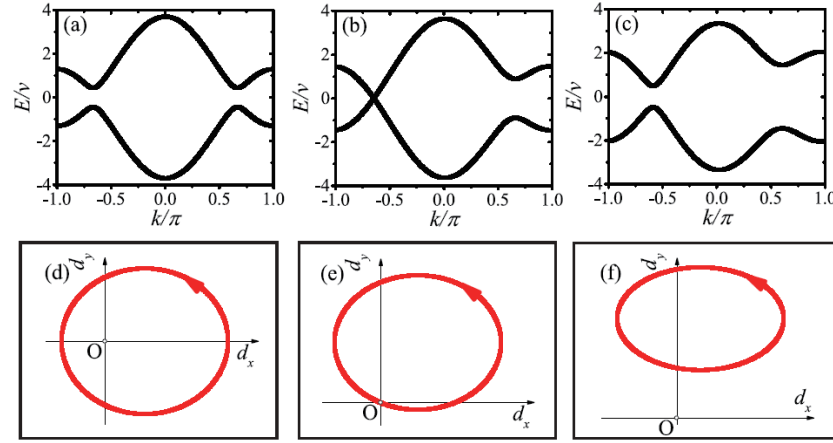 (a) (b) (c)
E/v E/v E/v
4 4 4
2 2 2
0 0 0
-2 -2 -2
-4 -4 -4
-1.0 -0.5 0.0 0.5 1.0 -1.0 -0.5 0.0 0.5 1.0 -1.0 -0.5 0.0 0.5 1.0
k/π k/π k/π
(d) d_y (e) d_y (f) d_y
O d_x O d_x O d_x